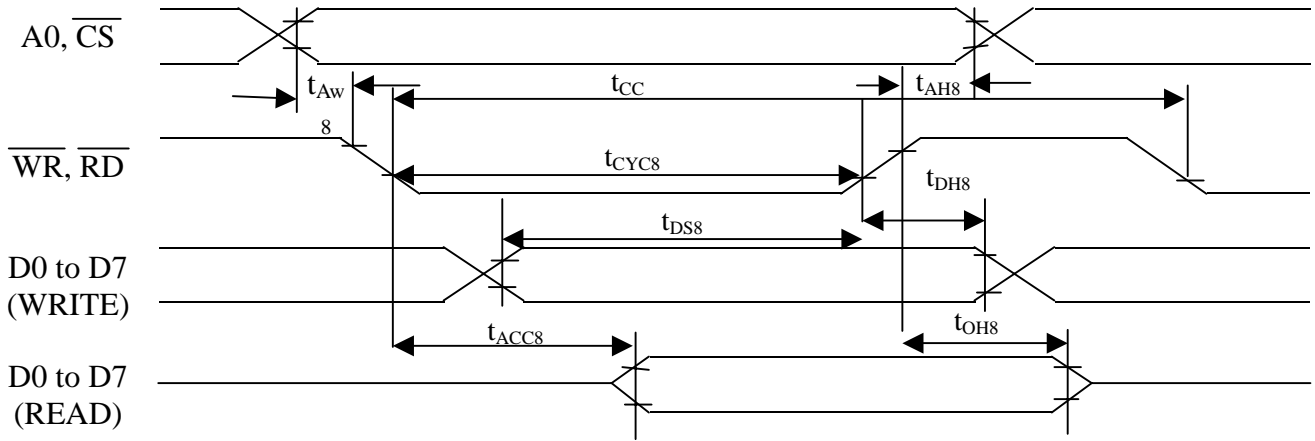 A0, CS
tAw
8
tCC
tAH8
WR, RD
tCYC8
tDH8
tDS8
D0 to D7
(WRITE)
tACC8
tOH8
D0 to D7
(READ)